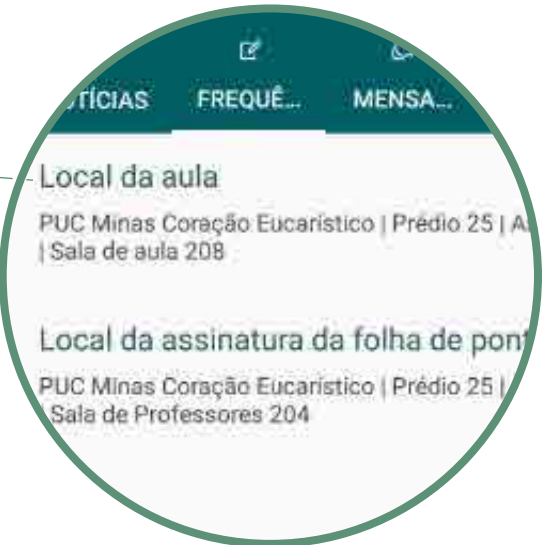 TÍCIAS FREQUÊ... MENSA...
Local da aula
PUC Minas Coração Eucarístico | Prédio 25 | A
| Sala de aula 208
Local da assinatura da folha de pont
PUC Minas Coração Eucarístico | Prédio 25 |
Sala de Professores 204